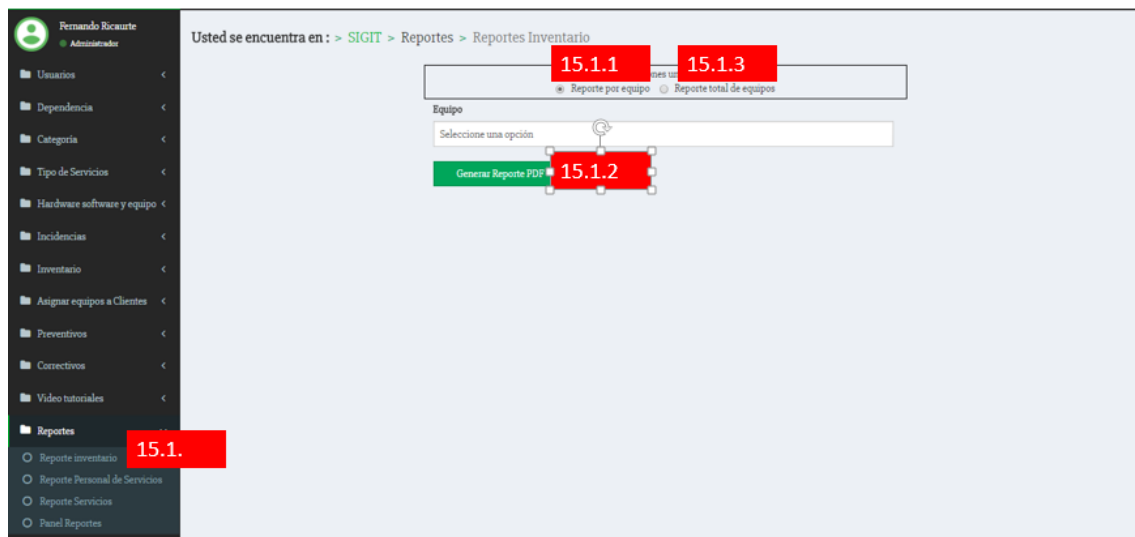 Fernando Ricaurte
Administrador
Usuarios
Dependencia
Categoría
Tipo de Servicios
Hardware software y equipo
Incidencias
Inventario
Asignar equipos a Clientes
Preventivos
Correctivos
Video tutoriales
Reportes
15.1.
Reporte inventario
Reporte Personal de Servicios
Reporte Servicios
Panel Reportes
Usted se encuentra en : > SIGIT > Reportes > Reportes Inventario
15.1.1 15.1.3
Reporte por equipo Reporte total de equipos
Equipo
Seleccione una opción
Generar Reporte PDF 15.1.2